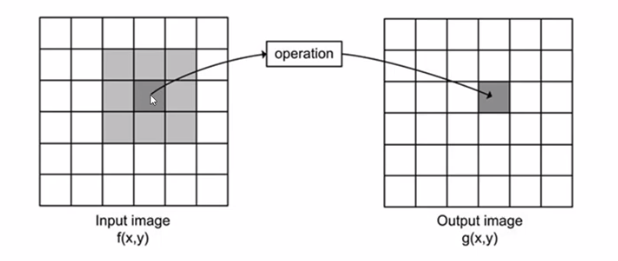 operation
Input image
f(x,y)
Output image
g(x,y)